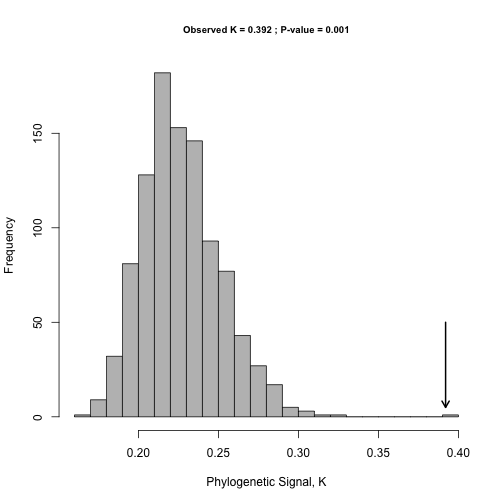 Observed K = 0.392 ; P-value = 0.001
Frequency
150
100
50
0
0.20 0.25 0.30 0.35 0.40
Phylogenetic Signal, K